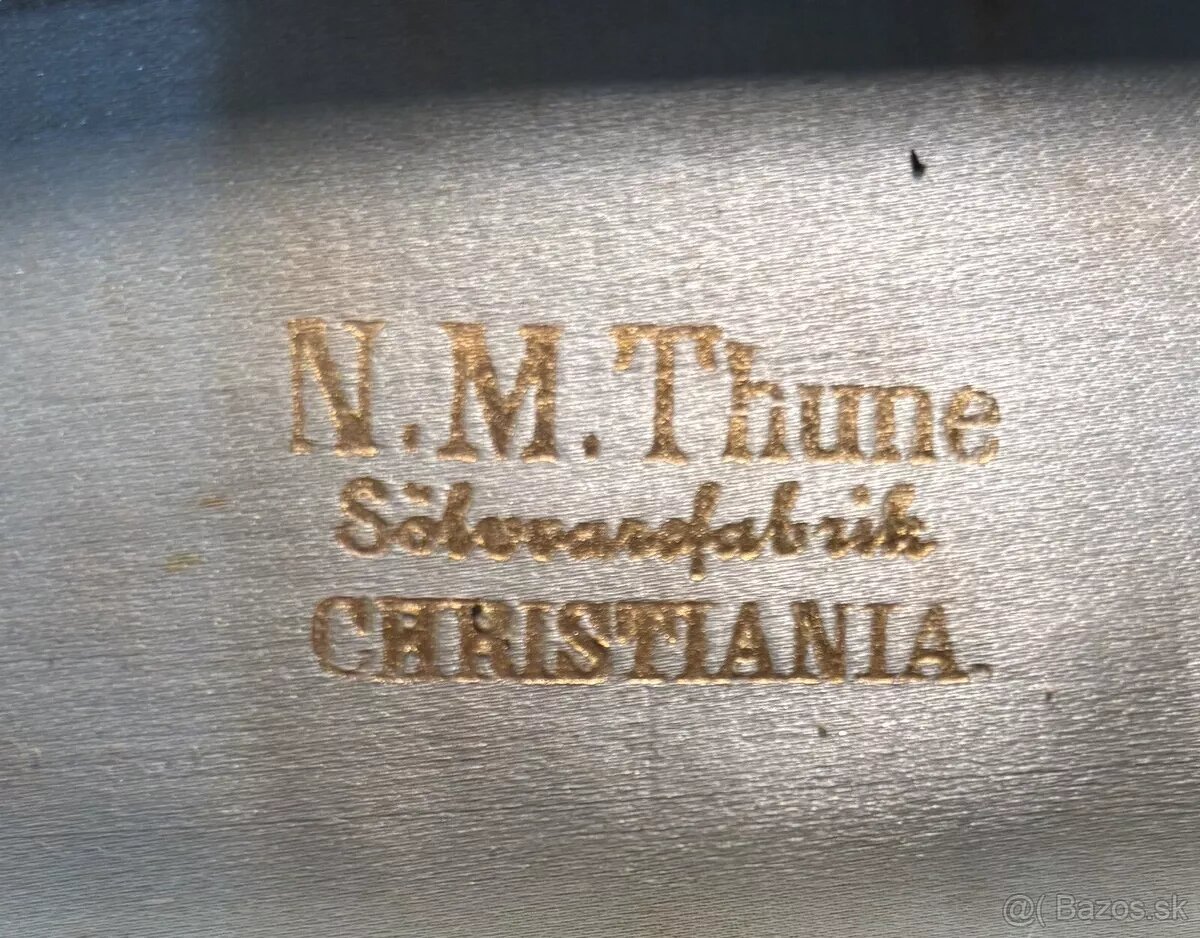 N.M.Thune
Sölvvarefabrik
CHRISTIANIA.
@( Bazos.sk